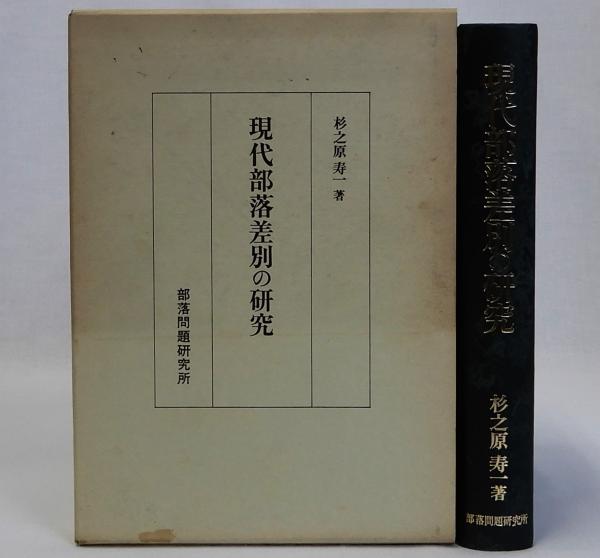 杉之原寿一著
現代部落差別の研究
部落問題研究所
現代部落差別の研究
杉之原寿一著
部落問題研究所